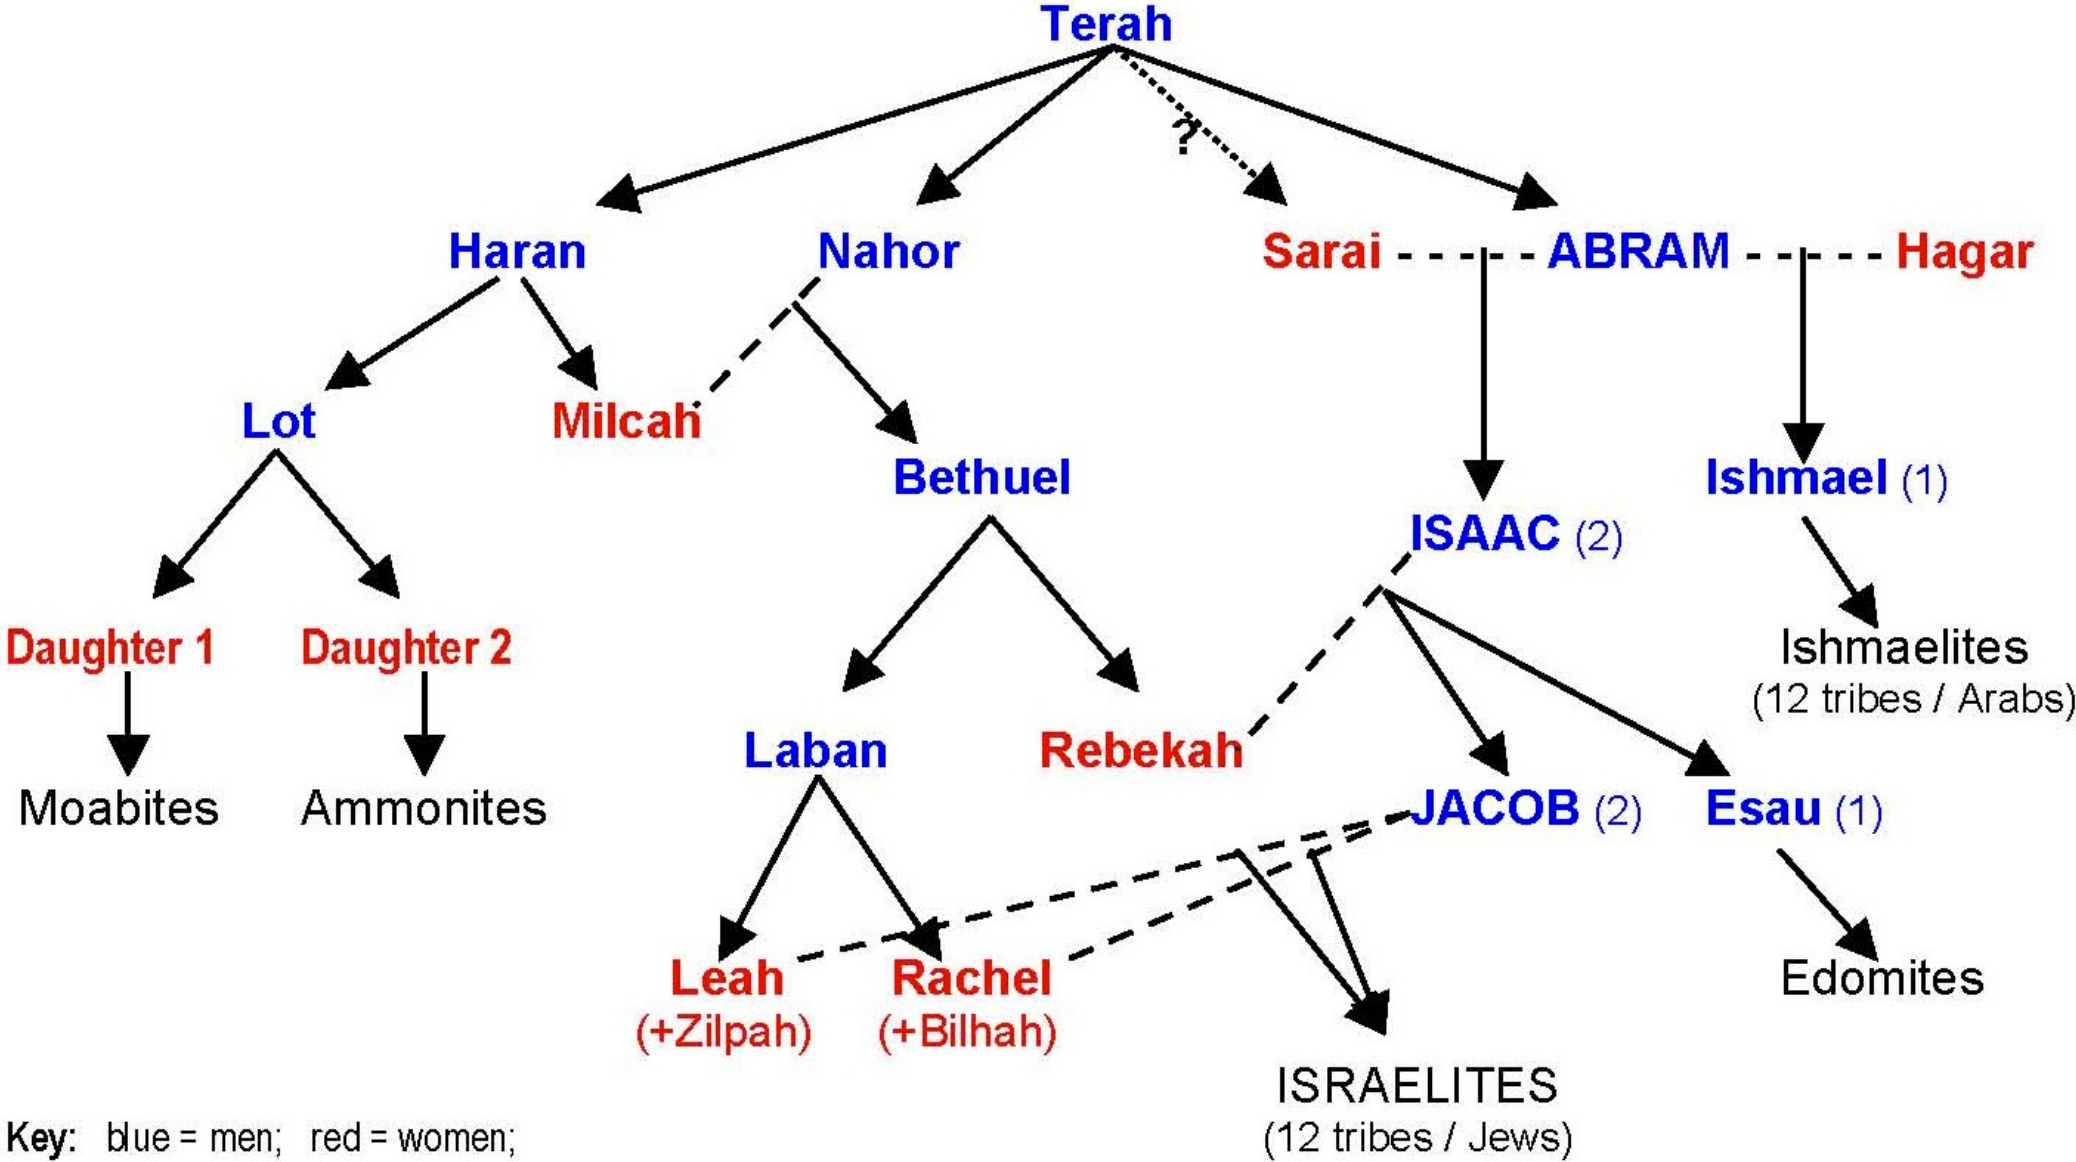 Terah
?
Haran
Nahor
Sarai
ABRAM
Hagar
Lot
Milcah
Bethuel
Ishmael (1)
ISAAC (2)
Daughter 1
Daughter 2
Ishmaelites
(12 tribes / Arabs)
Laban
Rebekah
Moabites
Ammonites
JACOB (2)
Esau (1)
Leah
(+Zilpah)
Rachel
(+Bilhah)
Edomites
ISRAELITES
(12 tribes / Jews)
Key: blue = men; red = women;